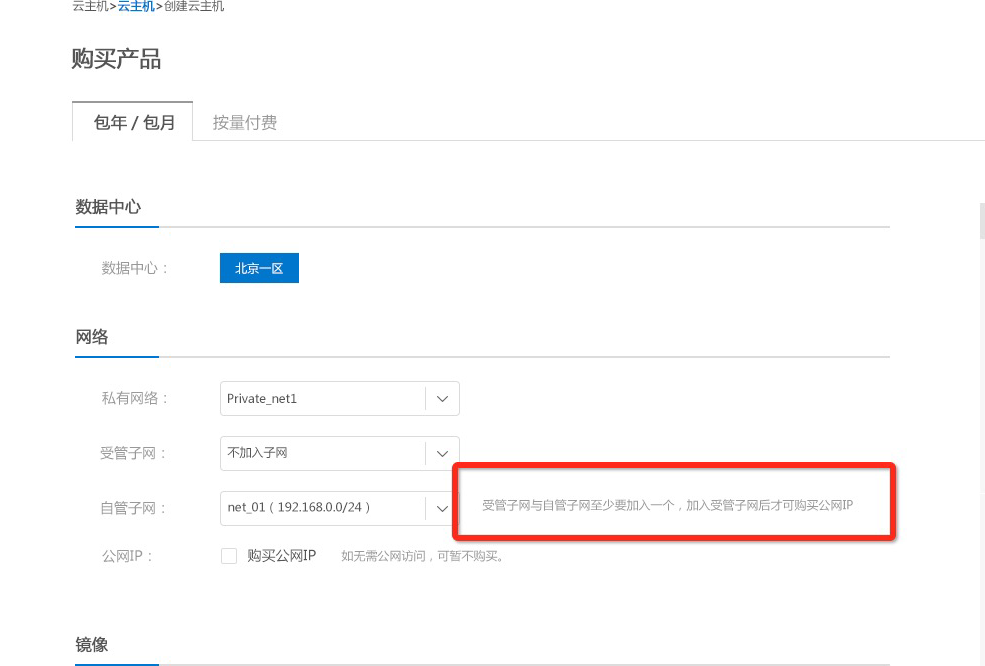 云主机>云主机>创建云主机
购买产品
包年 / 包月 按量付费
数据中心
数据中心： 北京一区
网络
私有网络： Private_net1
受管子网： 不加入子网
自管子网： net_01 ( 192.168.0.0/24 ) 受管子网与自管子网至少要加入一个，加入受管子网后才可购买公网IP
公网IP： 购买公网IP 如无需公网访问，可暂不购买。
镜像